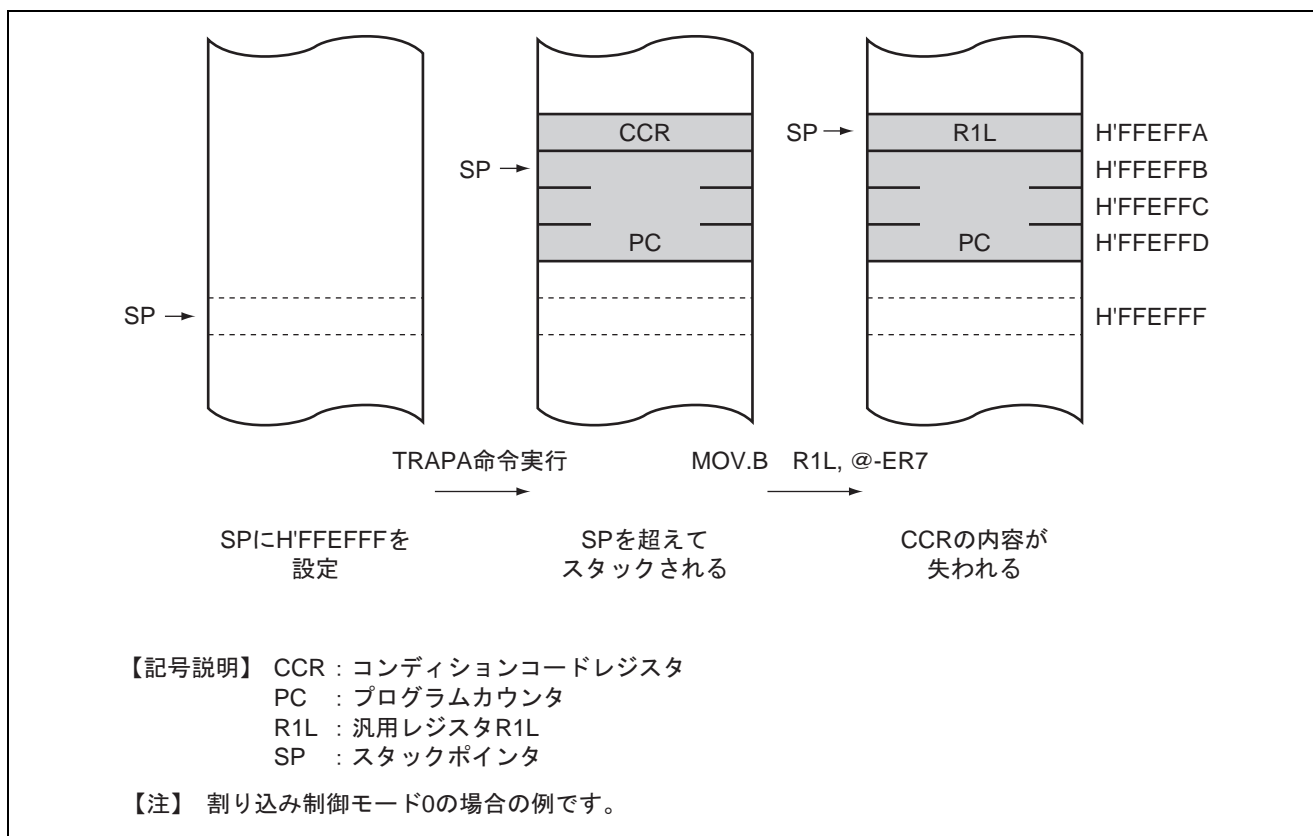 CCR
SP
PC
SP
R1L
PC
SP
H'FFEFFA
H'FFEFFB
H'FFEFFC
H'FFEFFD
H'FFEFFF
TRAPA命令実行
MOV.B R1L, @-ER7
SPにH'FFEFFFを
設定
SPを超えて
スタックされる
CCRの内容が
失われる
【記号説明】 CCR : コンディションコードレジスタ
PC : プログラムカウンタ
R1L : 汎用レジスタR1L
SP : スタックポインタ
【注】 割り込み制御モード0の場合の例です。